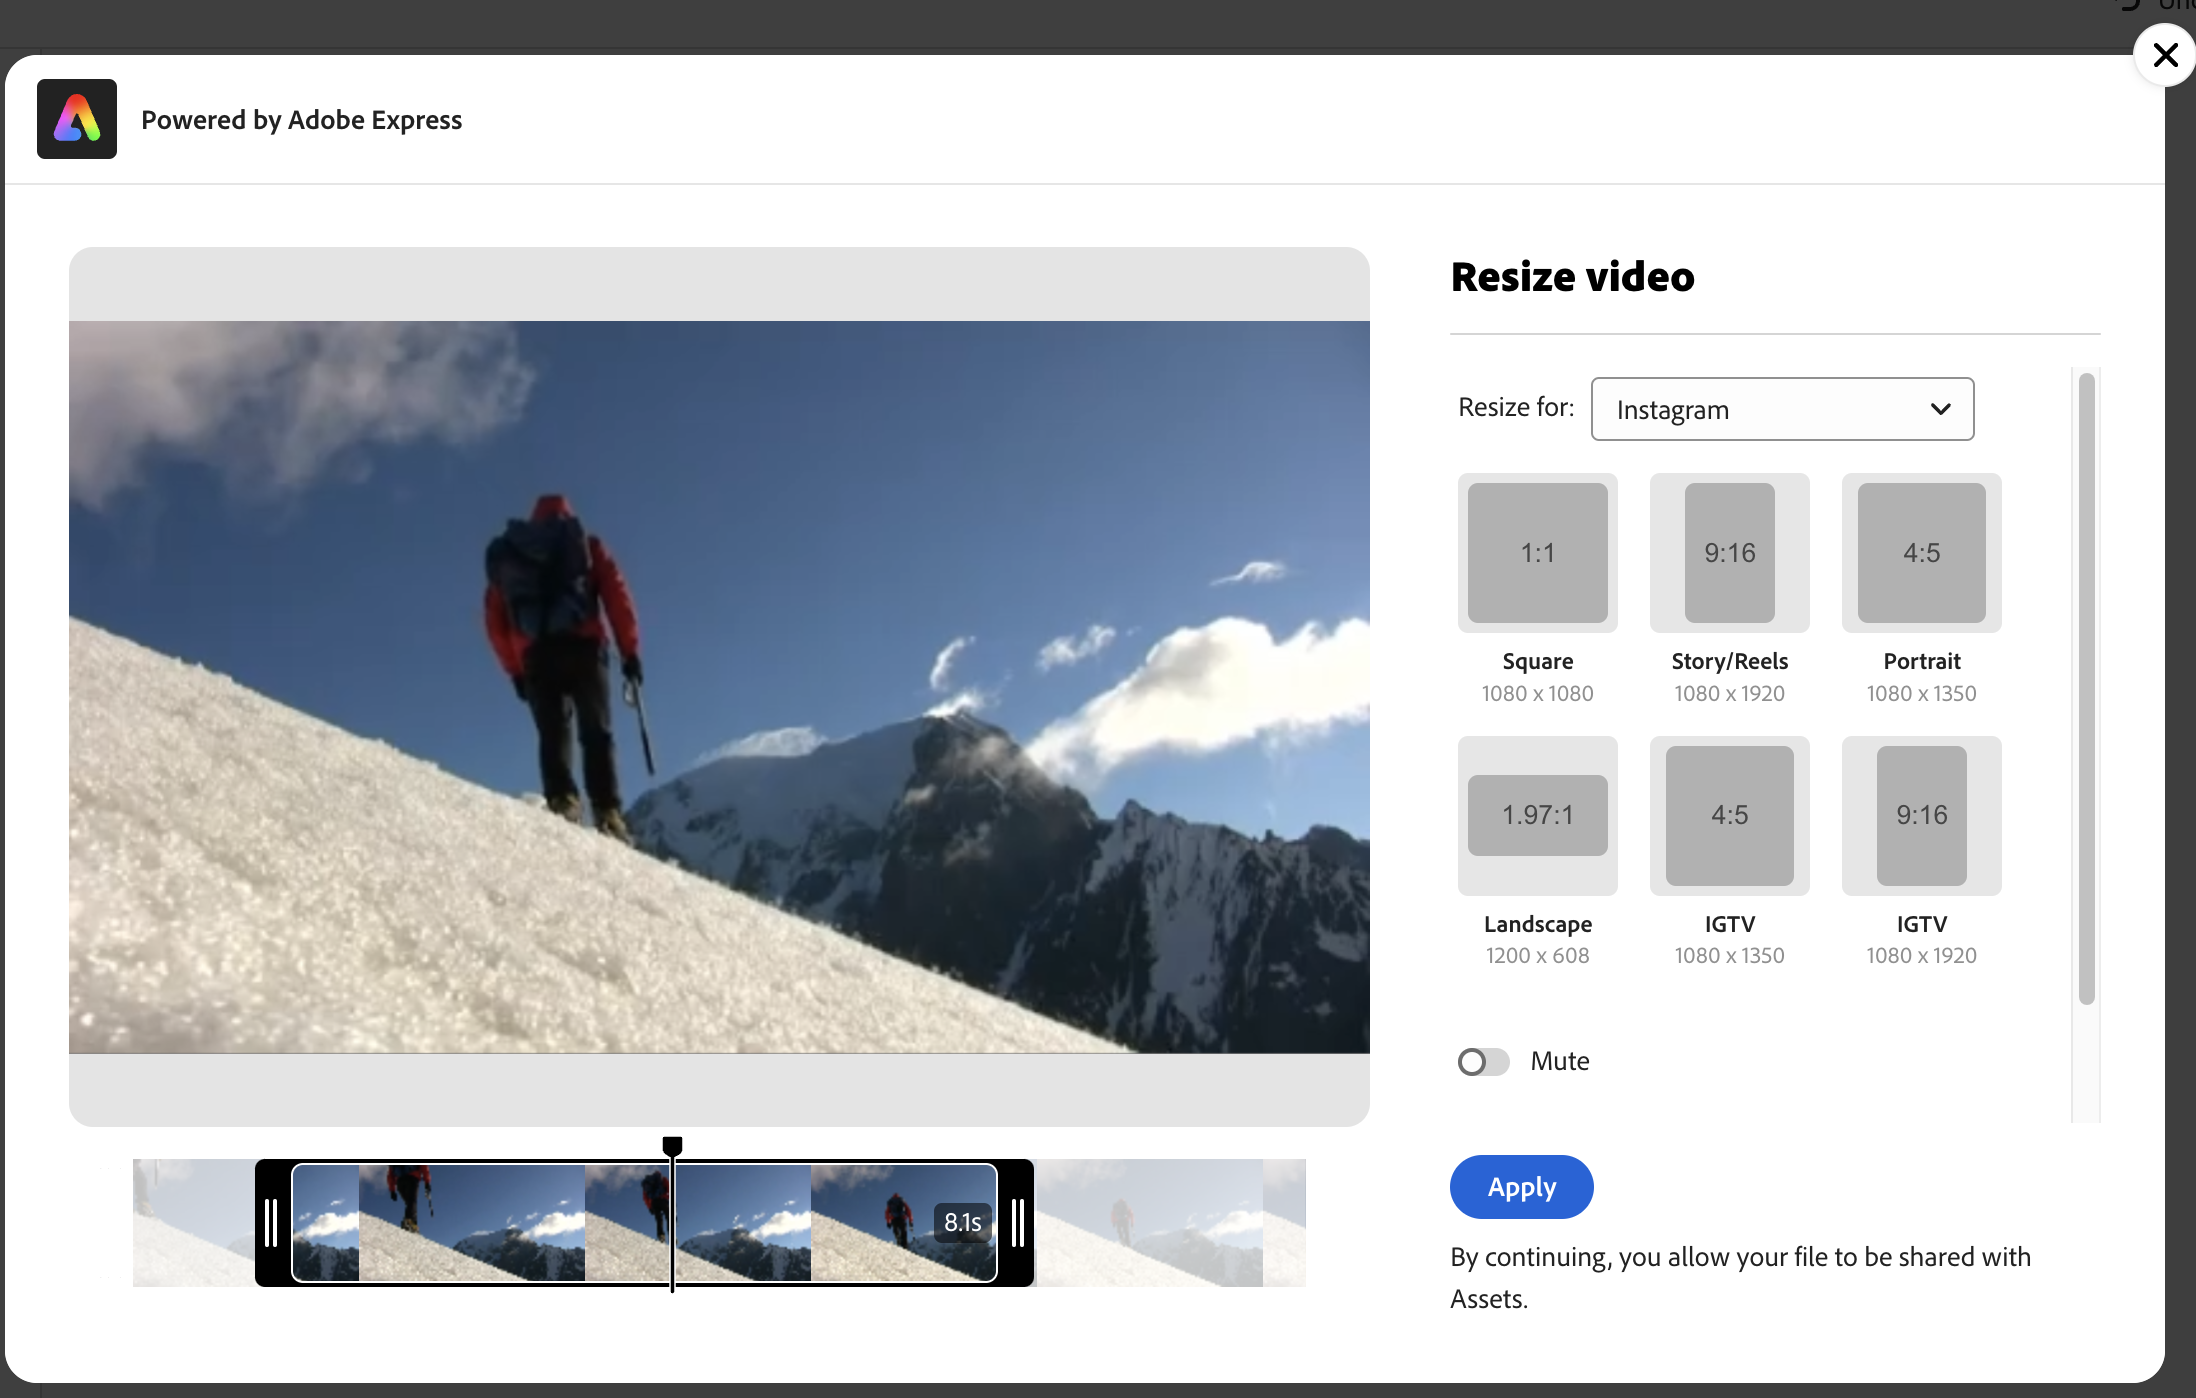 Powered by Adobe Express
Resize video
Resize for:
Instagram
1:1
9:16
4:5
Square
Story/Reels
Portrait
1080 x 1080
1080 x 1920
1080 x 1350
1.97:1
4:5
9:16
Landscape
IGTV
IGTV
1200 x 608
1080 x 1350
1080 x 1920
Mute
8.1s
Apply
By continuing, you allow your file to be shared with
Assets.